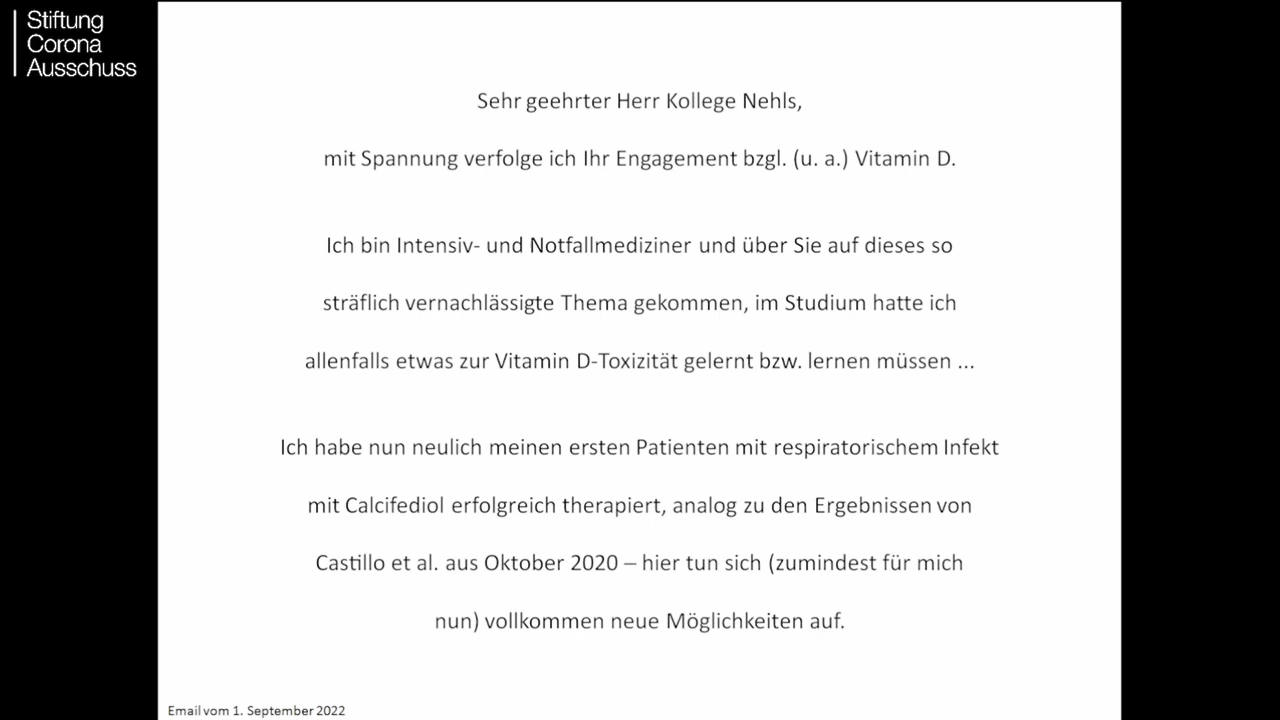 Stiftung
Corona
Ausschuss
Sehr geehrter Herr Kollege Nehls,
mit Spannung verfolge ich Ihr Engagement bzgl. (u. a.) Vitamin D.
Ich bin Intensiv- und Notfallmediziner und über Sie auf dieses so
sträflich vernachlässigte Thema gekommen, im Studium hatte ich
allenfalls etwas zur Vitamin D-Toxizität gelernt bzw. lernen müssen ...
Ich habe nun neulich meinen ersten Patienten mit respiratorischem Infekt
mit Calcifediol erfolgreich therapiert, analog zu den Ergebnissen von
Castillo et al. aus Oktober 2020 – hier tun sich (zumindest für mich
nun) vollkommen neue Möglichkeiten auf.
Email vom 1. September 2022